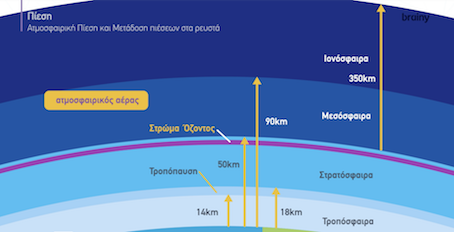 Πίεση
Ατμοσφαιρική Πίεση και Μετάδοση πιέσεων στα ρευστά
brainy
Ιονόσφαιρα
350km
ατμοσφαιρικός αέρας
Μεσόσφαιρα
90km
Στρώμα Όζοντος
50km
Τροπόπαυση
Στρατόσφαιρα
14km
18km
Τροπόσφαιρα